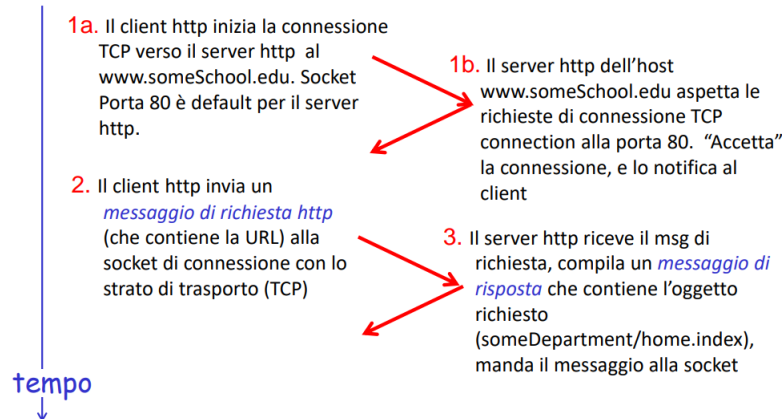 1a. Il client http inizia la connessione
TCP verso il server http al
www.someSchool.edu. Socket
Porta 80 è default per il server
http.
1b. Il server http dell'host
www.someSchool.edu aspetta le
richieste di connessione TCP
connection alla porta 80. “Accetta”
la connessione, e lo notifica al
client
2. Il client http invia un
messaggio di richiesta http
(che contiene la URL) alla
socket di connessione con lo
strato di trasporto (TCP)
3. Il server http riceve il msg di
richiesta, compila un messaggio di
risposta che contiene l'oggetto
richiesto
(someDepartment/home.index),
manda il messaggio alla socket
tempo